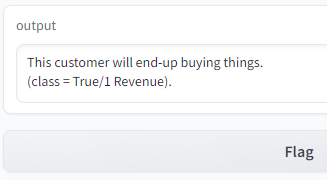 output
This customer will end-up buying things.
(class = True/1 Revenue).
Flag